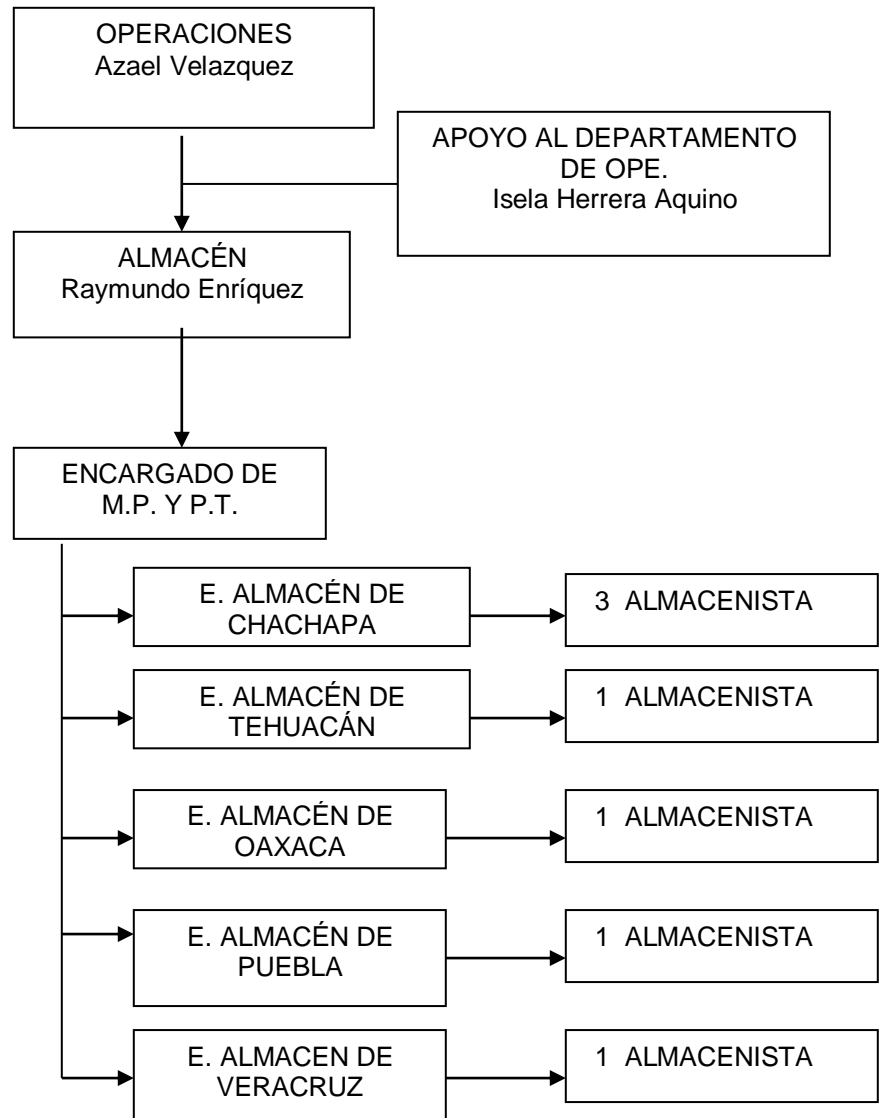 OPERACIONES
Azael Velazquez
APOYO AL DEPARTAMENTO
DE OPE.
Isela Herrera Aquino
ALMACÉN
Raymundo Enríquez
ENCARGADO DE
M.P. Y P.T.
E. ALMACÉN DE
CHACHAPA
3 ALMACENISTA
E. ALMACÉN DE
TEHUACÁN
1 ALMACENISTA
E. ALMACÉN DE
OAXACA
1 ALMACENISTA
E. ALMACÉN DE
PUEBLA
1 ALMACENISTA
E. ALMACEN DE
VERACRUZ
1 ALMACENISTA